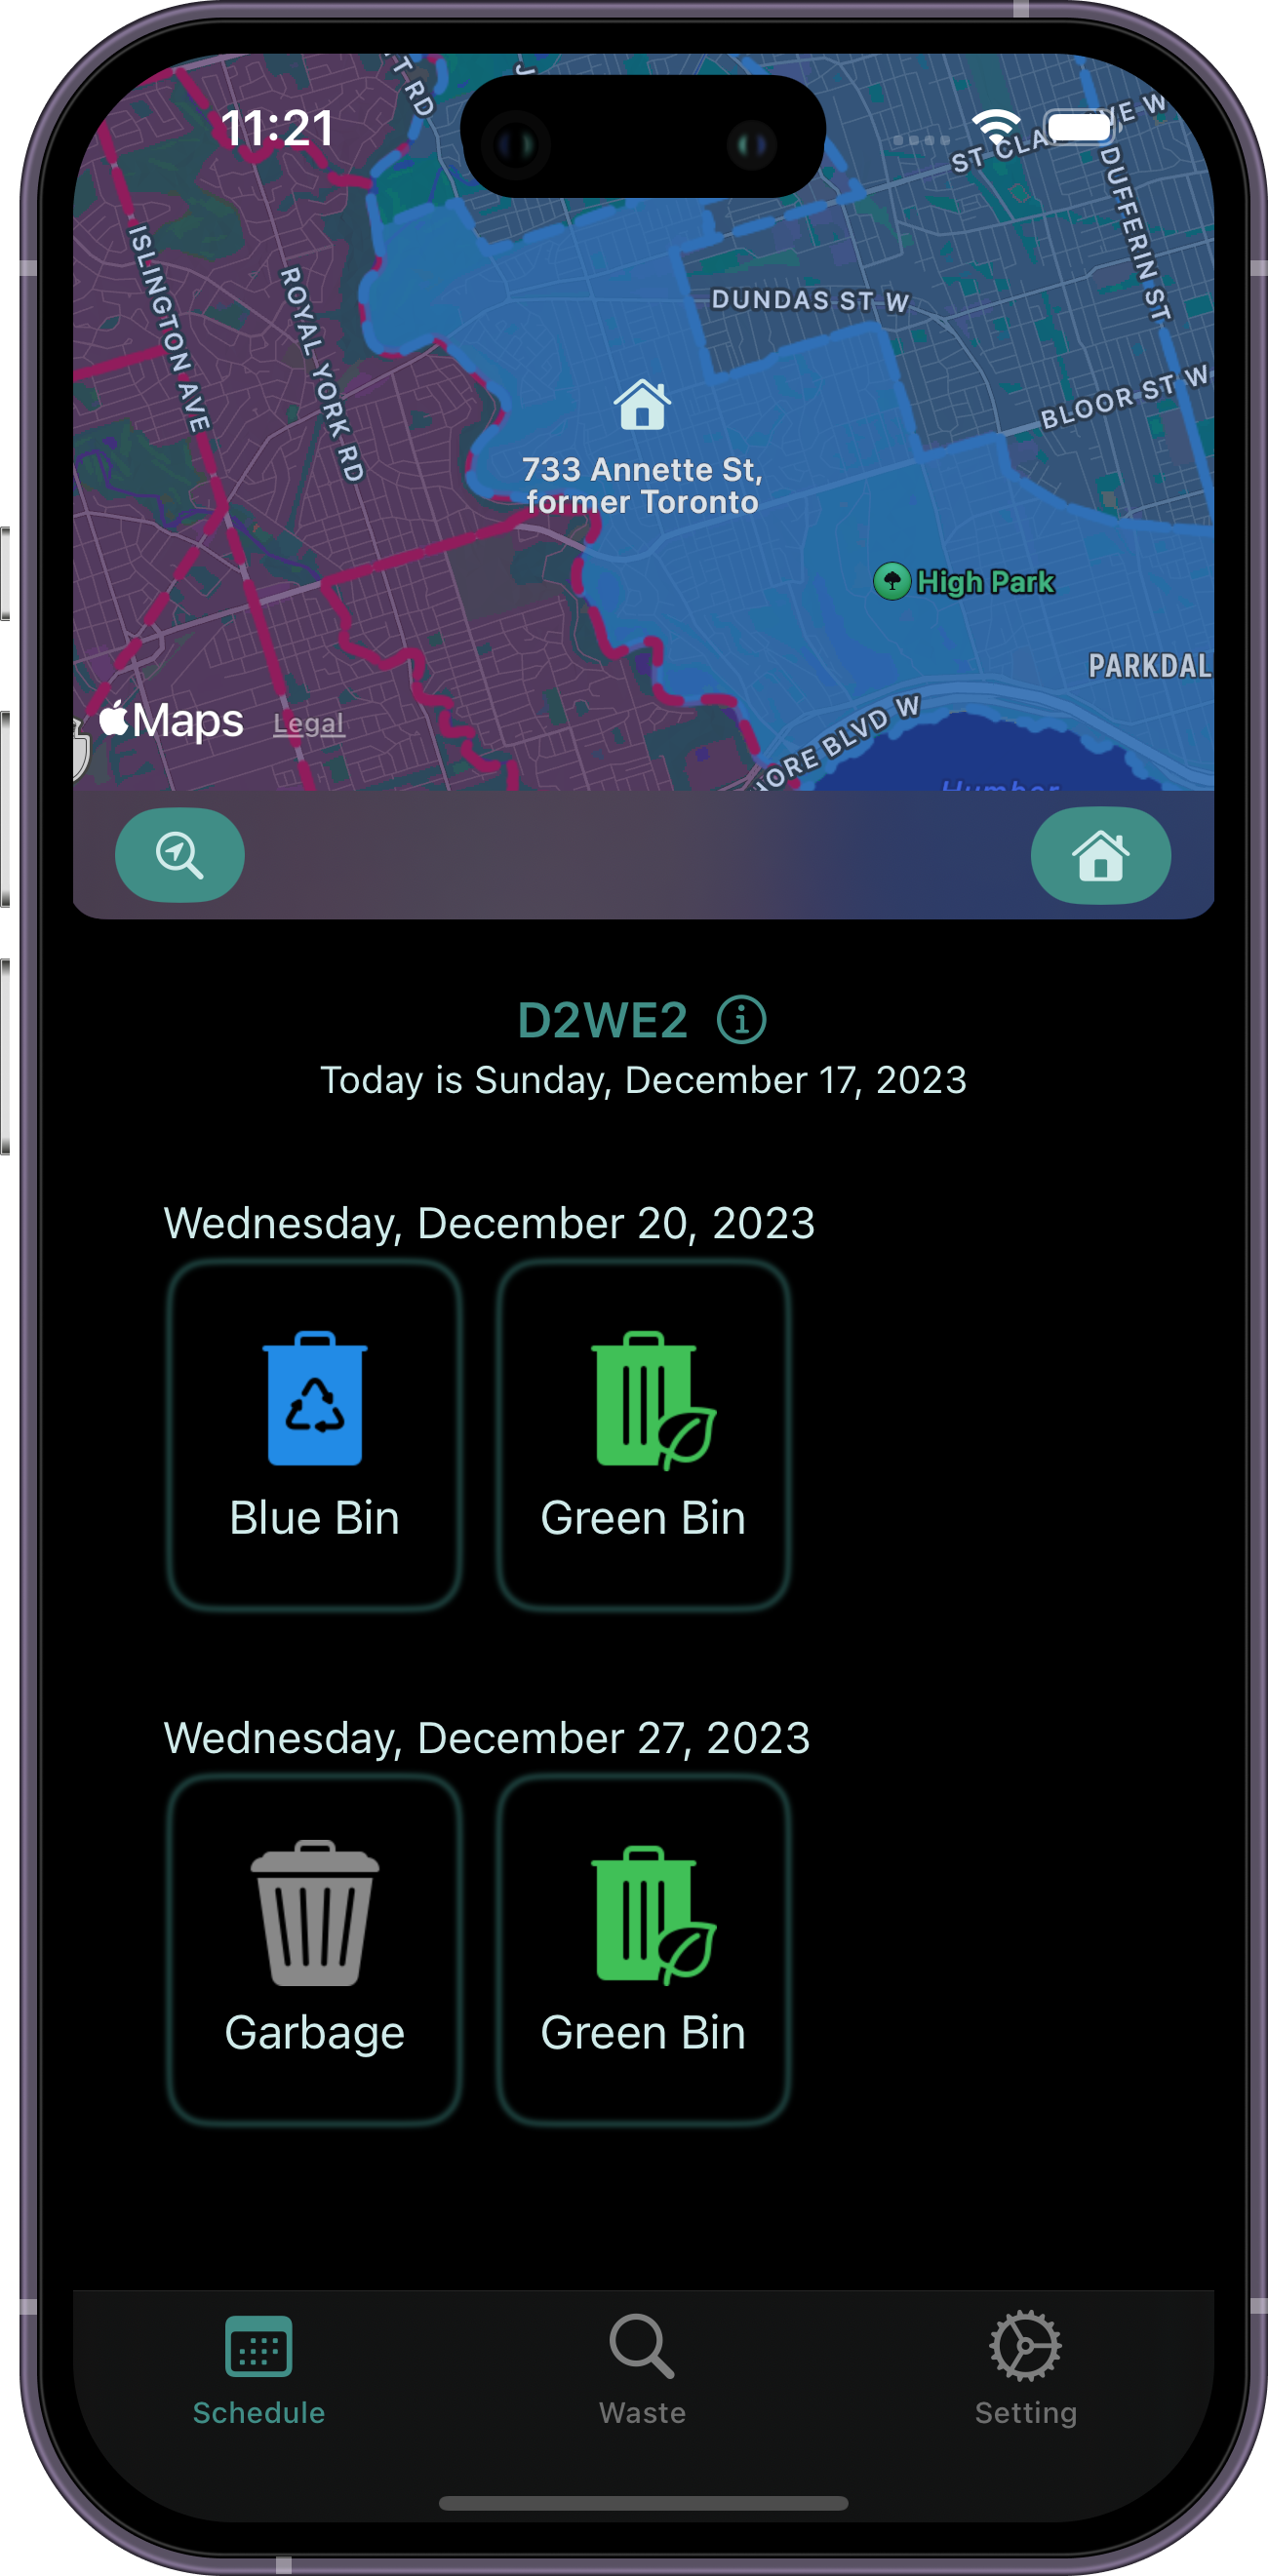 11:21
ST CLA
VE W
T RD
DUFFERIN ST
ISLINGTON AVE
ROYAL YORK RD
DUNDAS ST W
BLOOR ST W
733 Annette St,
former Toronto
High Park
PARKDAL
HORE BLVD W
Humber
Maps
Legal
D2WE2
Today is Sunday, December 17, 2023
Wednesday, December 20, 2023
Blue Bin
Green Bin
Wednesday, December 27, 2023
Garbage
Green Bin
Schedule
Waste
Setting